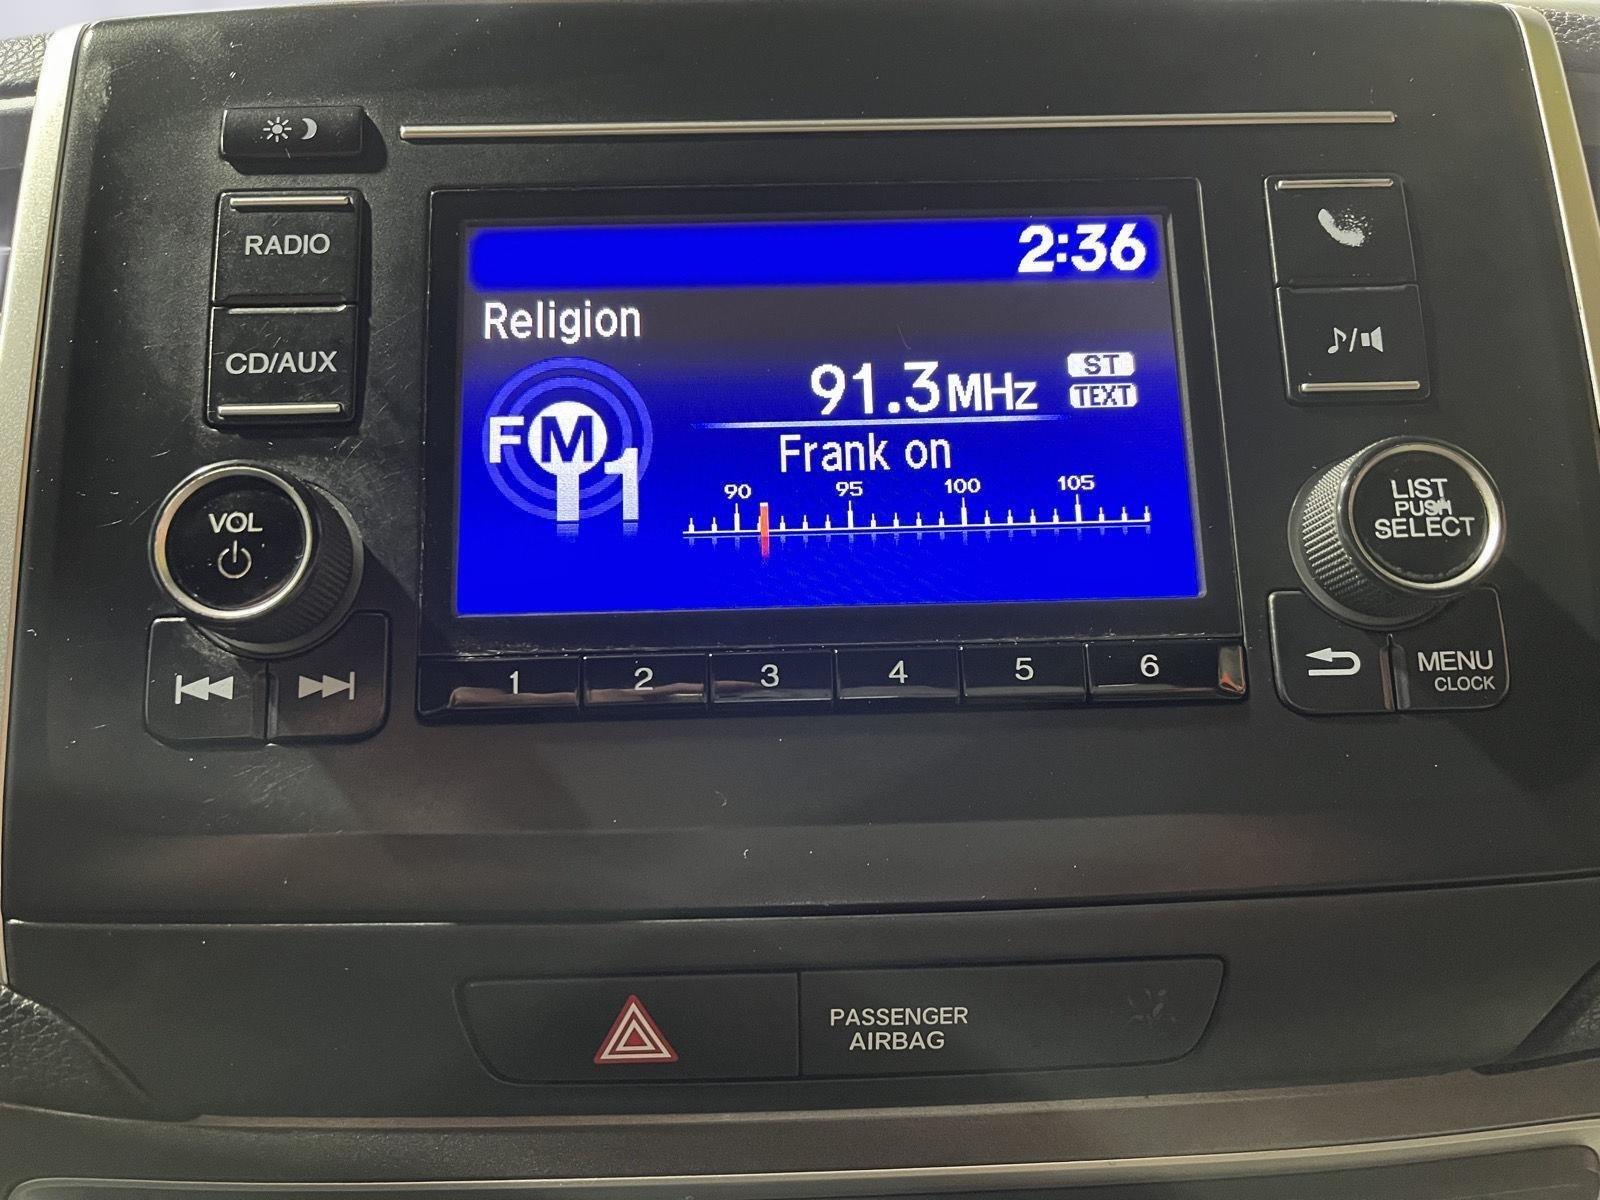 2:36
RADIO
Religion
CD/AUX
91.3MHz
ST
TEXT
FM1
Frank on
90 95 100 105
VOL
LIST
PUSH
SELECT
1 2 3 4 5 6
MENU
CLOCK
PASSENGER
AIRBAG